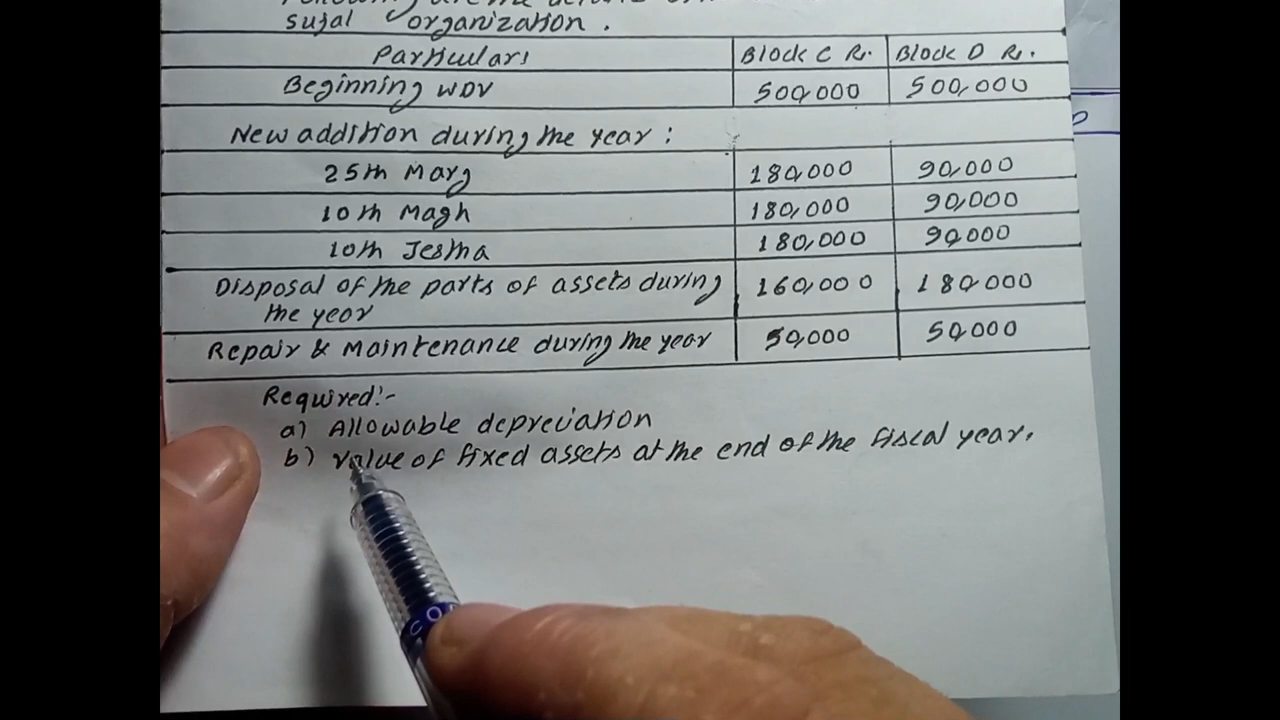 sujal organization.
Particulars Block C Rs. Block D Rs.
Beginning WDV 500,000 500,000
New addition during the year :
25th Marg 180,000 90,000
10th Magh 180,000 90,000
10th Jestha 180,000 90,000
Disposal of the parts of assets during 160,000 180,000
the year
Repair & Maintenance during the year 50,000 50,000
Required:-
a) Allowable depreciation
b) value of fixed assets at the end of the fiscal year.